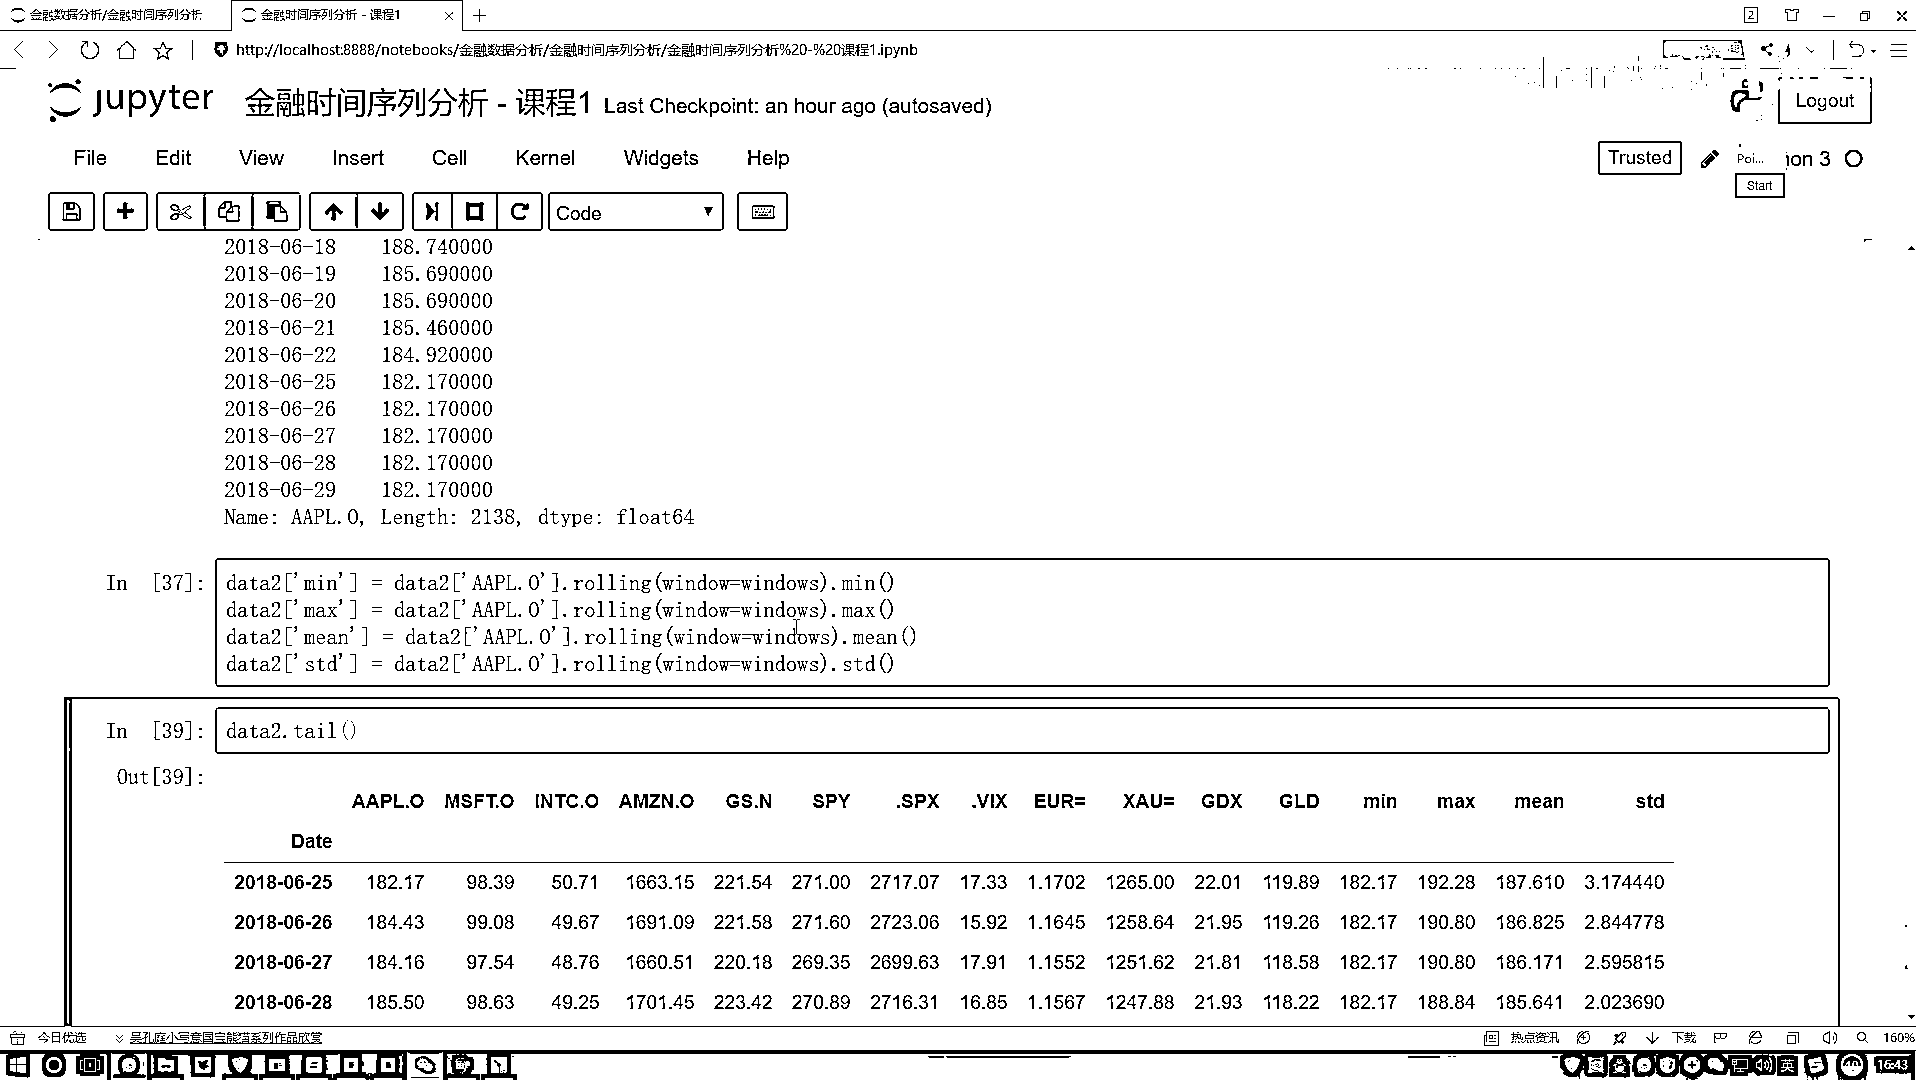 金融数据分析/金融时间序列分析
金融时间序列分析 - 课程1
2
http://localhost:8888/notebooks/金融数据分析/金融时间序列分析/金融时间序列分析%20-%20课程1.ipynb
jupyter 金融时间序列分析 - 课程1 Last Checkpoint: an hour ago (autosaved)
Logout
File Edit View Insert Cell Kernel Widgets Help
Trusted
Poi...
Start
Code
2018-06-18 188.740000
2018-06-19 185.690000
2018-06-20 185.690000
2018-06-21 185.460000
2018-06-22 184.920000
2018-06-25 182.170000
2018-06-26 182.170000
2018-06-27 182.170000
2018-06-28 182.170000
2018-06-29 182.170000
Name: AAPL.O, Length: 2138, dtype: float64
In [37]: data2['min'] = data2['AAPL.O'].rolling(window=windows).min()
data2['max'] = data2['AAPL.O'].rolling(window=windows).max()
data2['mean'] = data2['AAPL.O'].rolling(window=windows).mean()
data2['std'] = data2['AAPL.O'].rolling(window=windows).std()
In [39]: data2.tail()
Out[39]:
AAPL.O MSFT.O INTC.O AMZN.O GS.N SPY .SPX .VIX EUR= XAU= GDX GLD min max mean std
Date
2018-06-25 182.17 98.39 50.71 1663.15 221.54 271.00 2717.07 17.33 1.1702 1265.00 22.01 119.89 182.17 192.28 187.610 3.174440
2018-06-26 184.43 99.08 49.67 1691.09 221.58 271.60 2723.06 15.92 1.1645 1258.64 21.95 119.26 182.17 190.80 186.825 2.844778
2018-06-27 184.16 97.54 48.76 1660.51 220.18 269.35 2699.63 17.91 1.1552 1251.62 21.81 118.58 182.17 190.80 186.171 2.595815
2018-06-28 185.50 98.63 49.25 1701.45 223.42 270.89 2716.31 16.85 1.1567 1247.88 21.93 118.22 182.17 188.84 185.641 2.023690
今日优选
吴孔庭小写意国宝熊猫系列作品欣赏
热点资讯
下载
160%
英
16:43